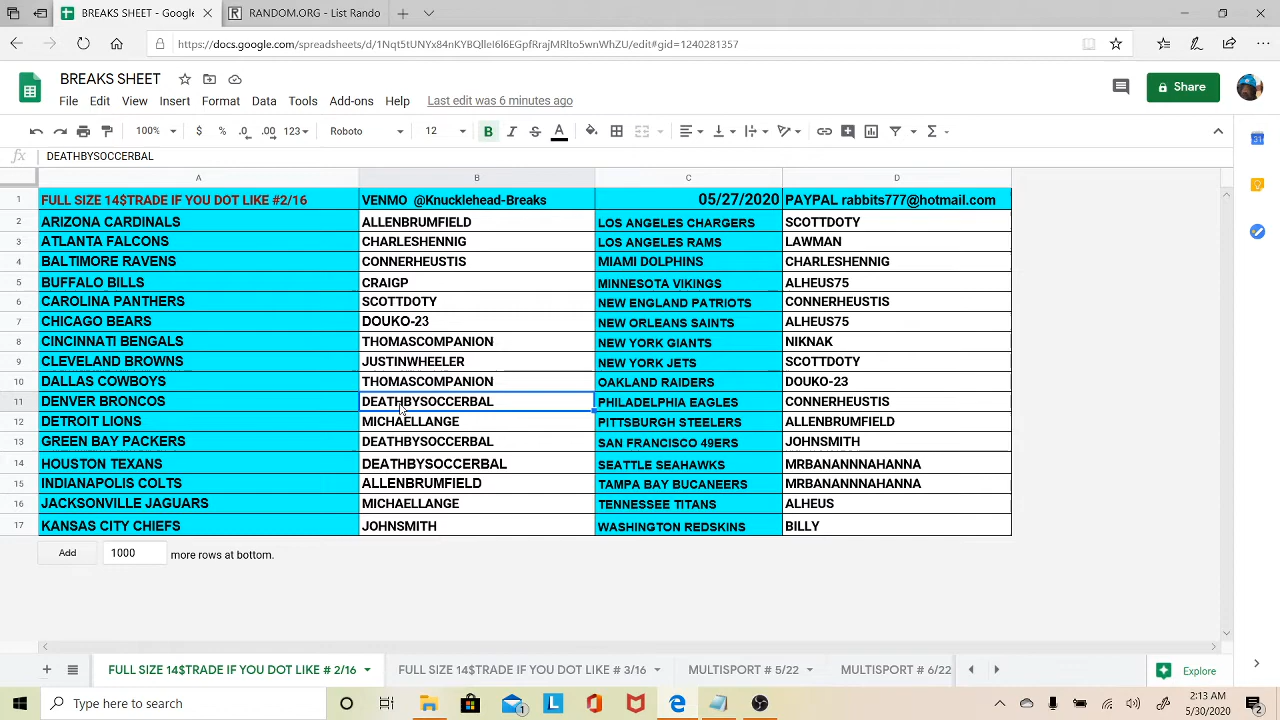 BREAKS SHEET - Google S
RANDOM.ORG - List Rando
https://docs.google.com/spreadsheets/d/1Nqt5tUNYx84nKYBQlleI6l6EGpfRrajMRlto5wnWhZU/edit#gid=1240281357
BREAKS SHEET
File Edit View Insert Format Data Tools Add-ons Help Last edit was 6 minutes ago
Share
100% $ % .0 .00 123 Roboto 12 B I S A
fx DEATHBYSOCCERBAL
A B C D
1 FULL SIZE 14$TRADE IF YOU DOT LIKE #2/16 VENMO @Knucklehead-Breaks 05/27/2020 PAYPAL rabbits777@hotmail.com
2 ARIZONA CARDINALS ALLENBRUMFIELD LOS ANGELES CHARGERS SCOTTDOTY
3 ATLANTA FALCONS CHARLESHENNIG LOS ANGELES RAMS LAWMAN
4 BALTIMORE RAVENS CONNERHEUSTIS MIAMI DOLPHINS CHARLESHENNIG
5 BUFFALO BILLS CRAIGP MINNESOTA VIKINGS ALHEUS75
6 CAROLINA PANTHERS SCOTTDOTY NEW ENGLAND PATRIOTS CONNERHEUSTIS
7 CHICAGO BEARS DOUKO-23 NEW ORLEANS SAINTS ALHEUS75
8 CINCINNATI BENGALS THOMASCOMPANION NEW YORK GIANTS NIKNAK
9 CLEVELAND BROWNS JUSTINWHEELER NEW YORK JETS SCOTTDOTY
10 DALLAS COWBOYS THOMASCOMPANION OAKLAND RAIDERS DOUKO-23
11 DENVER BRONCOS DEATHBYSOCCERBAL PHILADELPHIA EAGLES CONNERHEUSTIS
12 DETROIT LIONS MICHAELLANGE PITTSBURGH STEELERS ALLENBRUMFIELD
13 GREEN BAY PACKERS DEATHBYSOCCERBAL SAN FRANCISCO 49ERS JOHNSMITH
14 HOUSTON TEXANS DEATHBYSOCCERBAL SEATTLE SEAHAWKS MRBANANNNAHANNA
15 INDIANAPOLIS COLTS ALLENBRUMFIELD TAMPA BAY BUCANEERS MRBANANNNAHANNA
16 JACKSONVILLE JAGUARS MICHAELLANGE TENNESSEE TITANS ALHEUS
17 KANSAS CITY CHIEFS JOHNSMITH WASHINGTON REDSKINS BILLY
Add 1000 more rows at bottom.
FULL SIZE 14$TRADE IF YOU DOT LIKE # 2/16 FULL SIZE 14$TRADE IF YOU DOT LIKE # 3/16 MULTISPORT # 5/22 MULTISPORT # 6/22
Explore
Type here to search
2:13 AM
5/30/2020